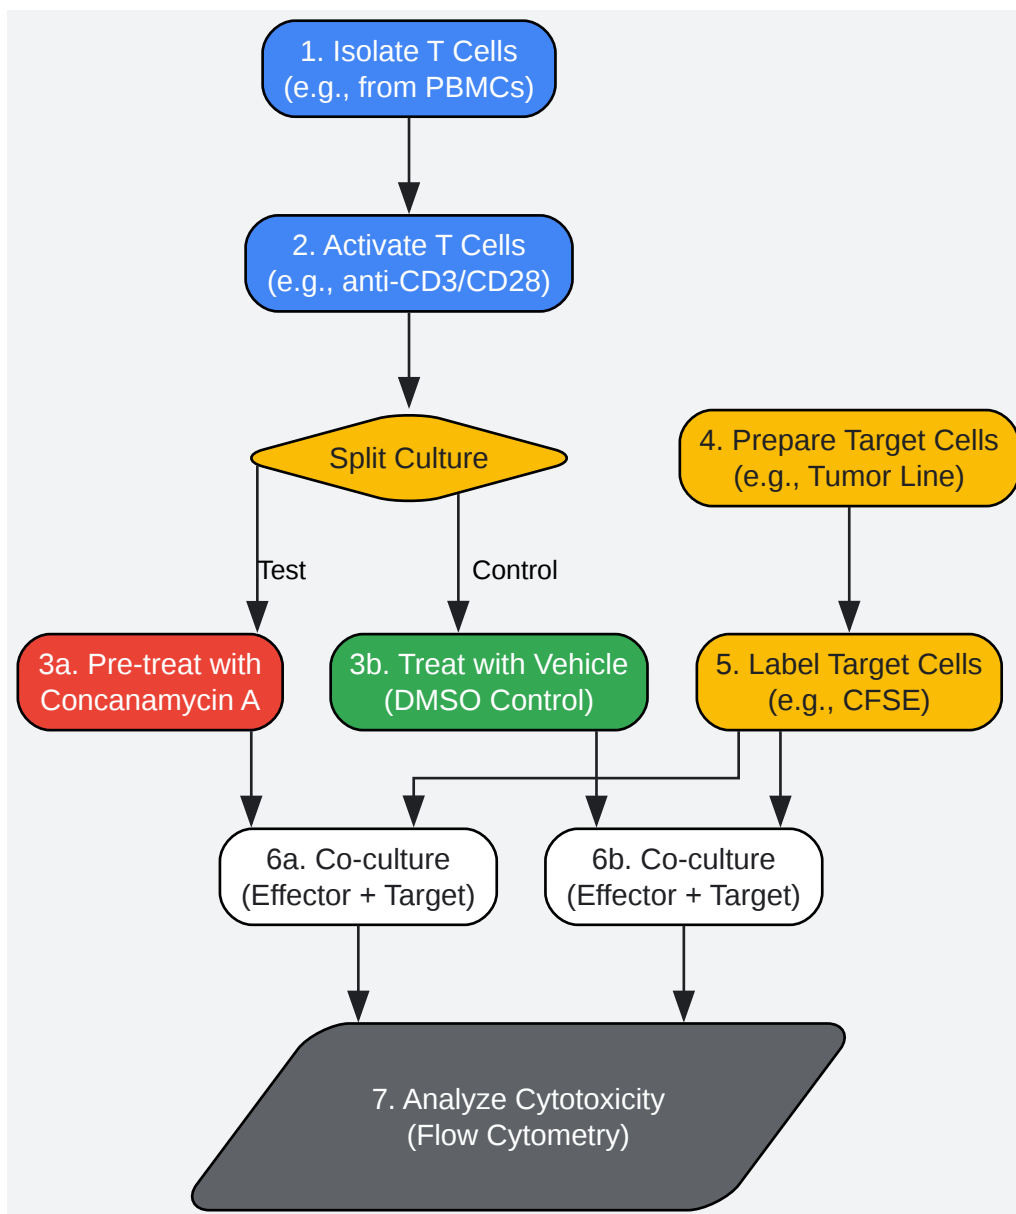 1. Isolate T Cells
(e.g., from PBMCs)
2. Activate T Cells
(e.g., anti-CD3/CD28)
Split Culture
4. Prepare Target Cells
(e.g., Tumor Line)
Test
Control
3a. Pre-treat with
Concanamycin A
3b. Treat with Vehicle
(DMSO Control)
5. Label Target Cells
(e.g., CFSE)
6a. Co-culture
(Effector + Target)
6b. Co-culture
(Effector + Target)
7. Analyze Cytotoxicity
(Flow Cytometry)